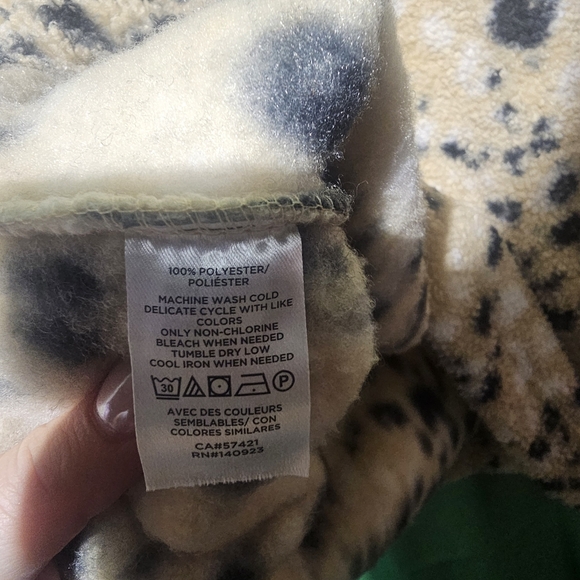 100% POLYESTER/
POLIÉSTER
MACHINE WASH COLD
DELICATE CYCLE WITH LIKE
COLORS
ONLY NON-CHLORINE
BLEACH WHEN NEEDED
TUMBLE DRY LOW
COOL IRON WHEN NEEDED
30 P
AVEC DES COULEURS
SEMBLABLES/ CON
COLORES SIMILARES
CA#57421
RN#140923